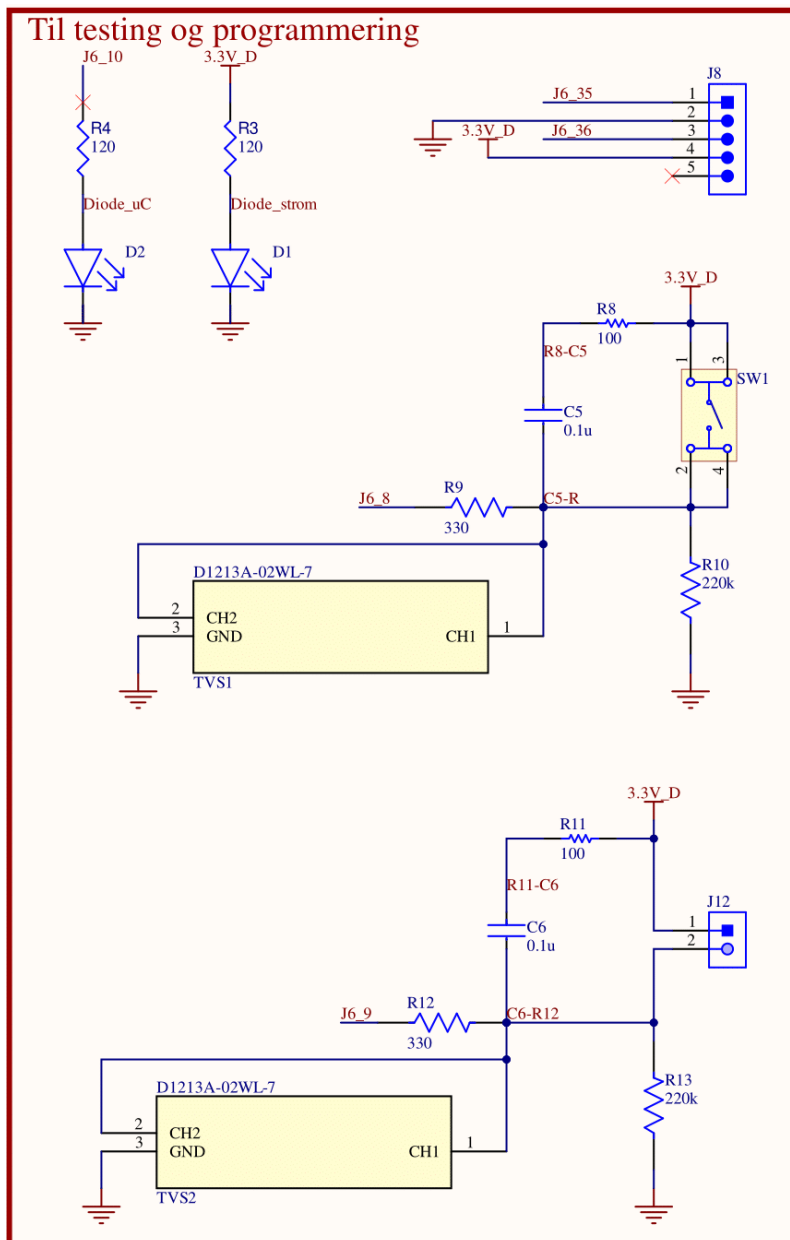 Til testing og programmering
J6_10
3.3V_D
R4
120
R3
120
Diode_uC
Diode_strom
D2
D1
J8
J6_35
1
2
3.3V_D
J6_36
3
4
5
3.3V_D
R8
100
R8-C5
1
3
SW1
C5
0.1u
2
4
J6_8
R9
330
C5-R
R10
220k
D1213A-02WL-7
2
CH2
3
GND
CH1
1
TVS1
3.3V_D
R11
100
R11-C6
J12
1
2
C6
0.1u
J6_9
R12
330
C6-R12
R13
220k
D1213A-02WL-7
2
CH2
3
GND
CH1
1
TVS2